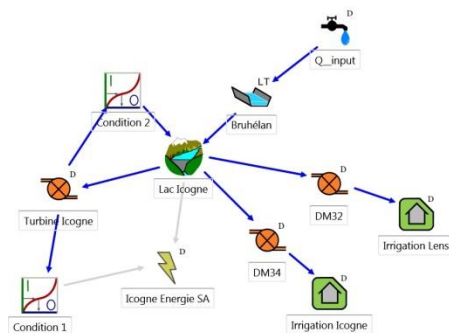 D
Q_input
LT
Bruhélan
I
O
Condition 2
D
Lac Icogne
D
Turbine Icogne
D
DM32
D
Irrigation Lens
D
DM34
D
Irrigation Icogne
D
Icogne Energie SA
I
O
D
Condition 1